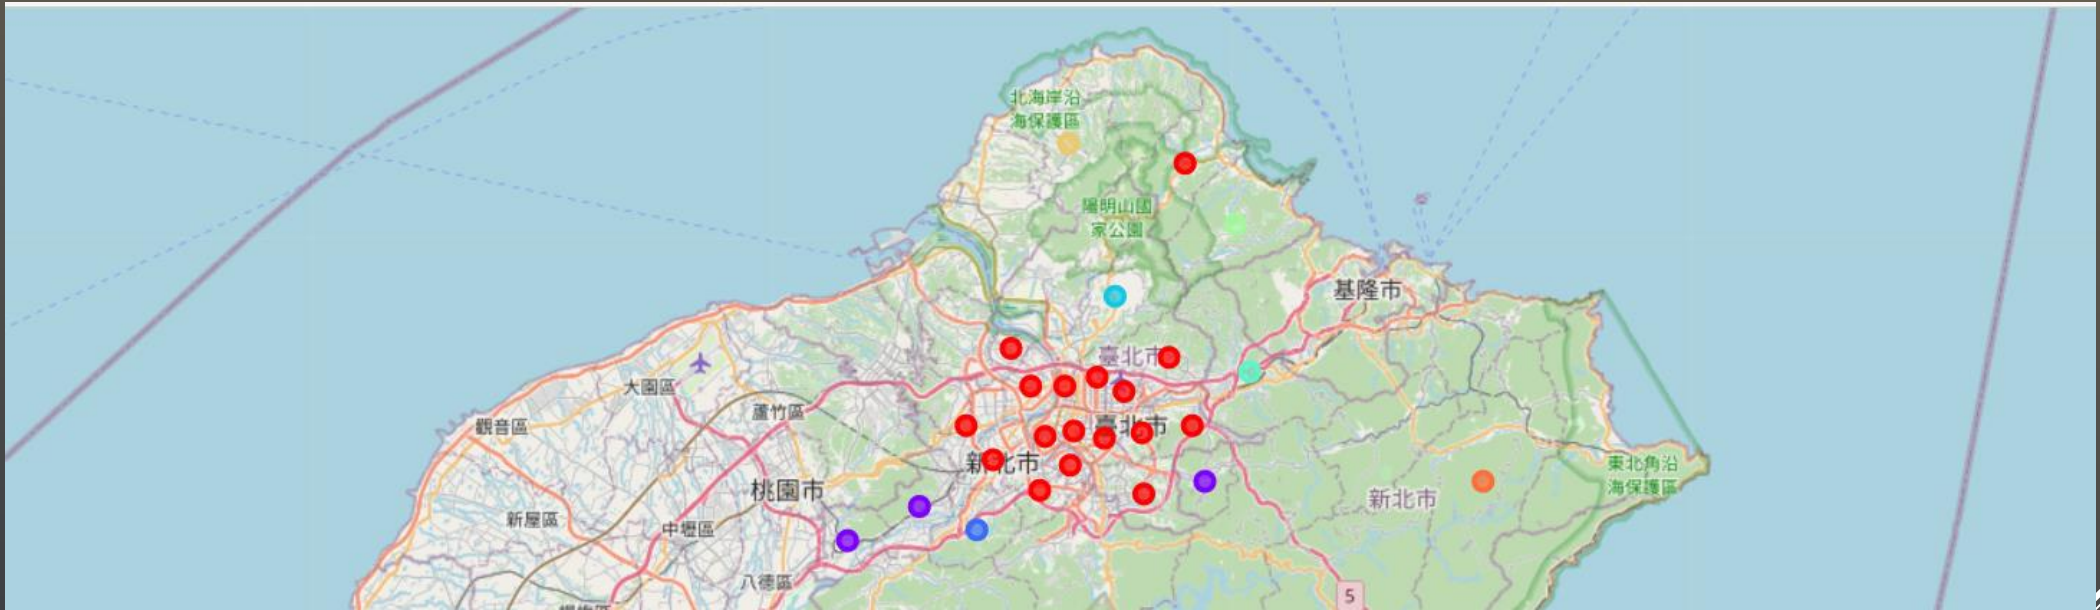 北海岸沿
海保護區
陽明山國
家公園
基隆市
臺北市
大園區
蘆竹區
觀音區
臺北市
新北市
桃園市
東北角沿
海保護區
新北市
新屋區
中壢區
八德區
5